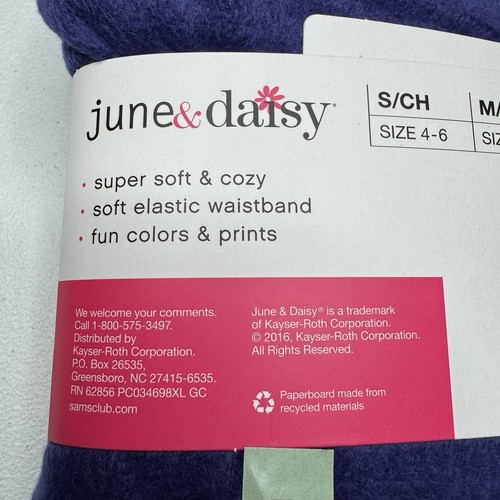 june & daisy®
S/CH
SIZE 4-6
• super soft & cozy
• soft elastic waistband
• fun colors & prints
We welcome your comments.
Call 1-800-575-3497.
Distributed by
Kayser-Roth Corporation.
P.O. Box 26535,
Greensboro, NC 27415-6535.
RN 62856 PC034698XL GC
samsclub.com
June & Daisy® is a trademark
of Kayser-Roth Corporation.
© 2016, Kayser-Roth Corporation.
All Rights Reserved.
Paperboard made from
recycled materials